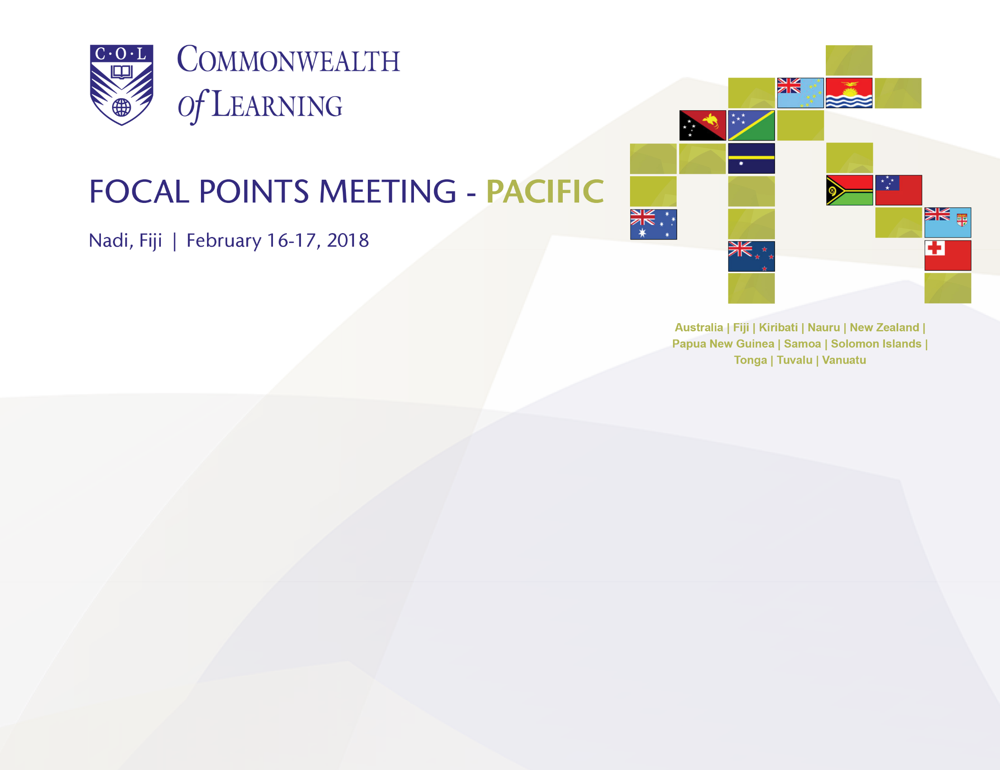 C·O·L
COMMONWEALTH
of LEARNING
FOCAL POINTS MEETING - PACIFIC
Nadi, Fiji | February 16-17, 2018
Australia | Fiji | Kiribati | Nauru | New Zealand |
Papua New Guinea | Samoa | Solomon Islands |
Tonga | Tuvalu | Vanuatu